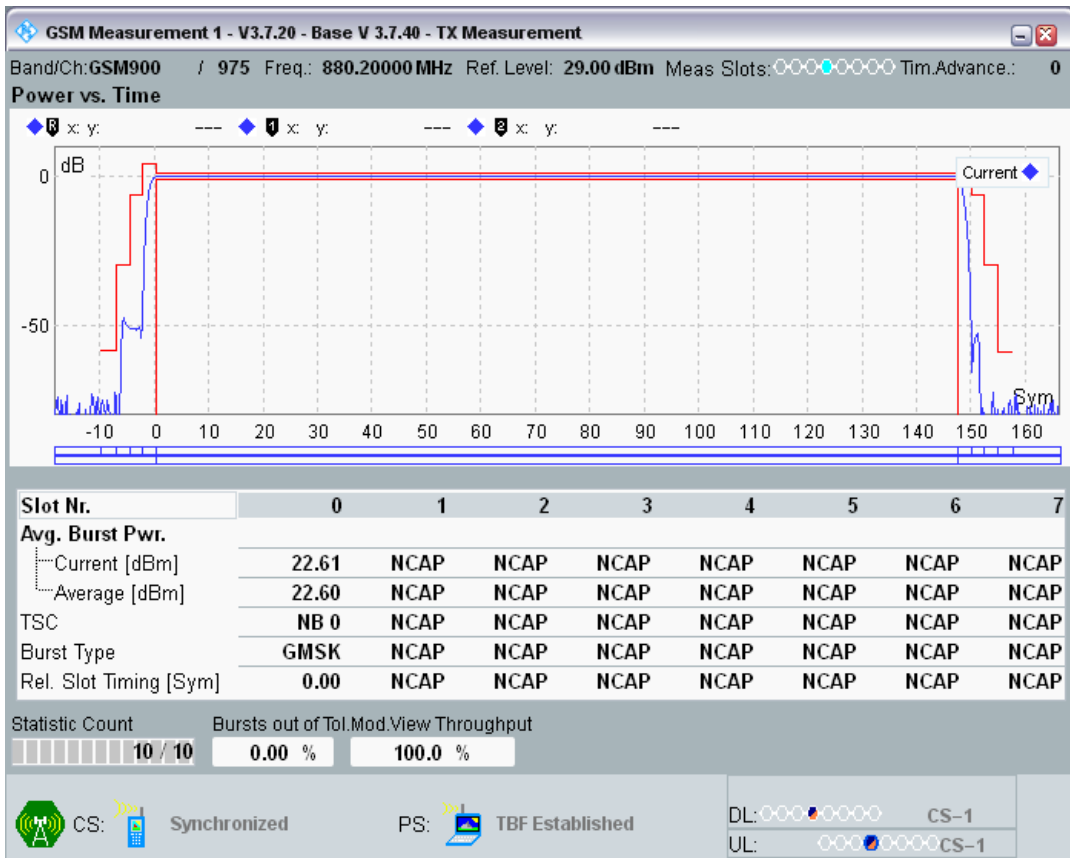 GSM Measurement 1 - V3.7.20 - Base V 3.7.40 - TX Measurement
Band/Ch:GSM900 / 975 Freq.: 880.20000 MHz Ref. Level: 29.00 dBm Meas Slots: Tim.Advance.: 0
Power vs. Time
R x: y: --- 1 x: y: --- 2 x: y: ---
dB
Current
0
-50
Sym
-10 0 10 20 30 40 50 60 70 80 90 100 110 120 130 140 150 160
Slot Nr. 0 1 2 3 4 5 6 7
Avg. Burst Pwr.
Current [dBm] 22.61 NCAP NCAP NCAP NCAP NCAP NCAP NCAP
Average [dBm] 22.60 NCAP NCAP NCAP NCAP NCAP NCAP NCAP
TSC NB 0 NCAP NCAP NCAP NCAP NCAP NCAP NCAP
Burst Type GMSK NCAP NCAP NCAP NCAP NCAP NCAP NCAP
Rel. Slot Timing [Sym] 0.00 NCAP NCAP NCAP NCAP NCAP NCAP NCAP
Statistic Count Bursts out of Tol.Mod.View Throughput
10 / 10 0.00 % 100.0 %
CS: Synchronized PS: TBF Established
DL: CS-1
UL: CS-1